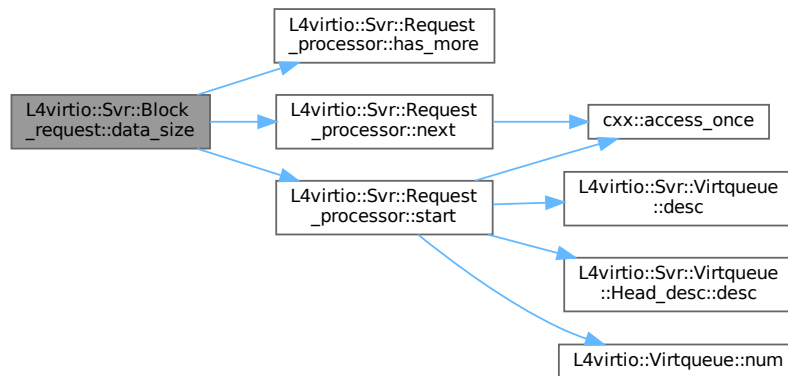 L4virtio::Svr::Request
_processor::has_more
L4virtio::Svr::Block
_request::data_size
L4virtio::Svr::Request
_processor::next
cxx::access_once
L4virtio::Svr::Request
_processor::start
L4virtio::Svr::Virtqueue
::desc
L4virtio::Svr::Virtqueue
::Head_desc::desc
L4virtio::Virtqueue::num